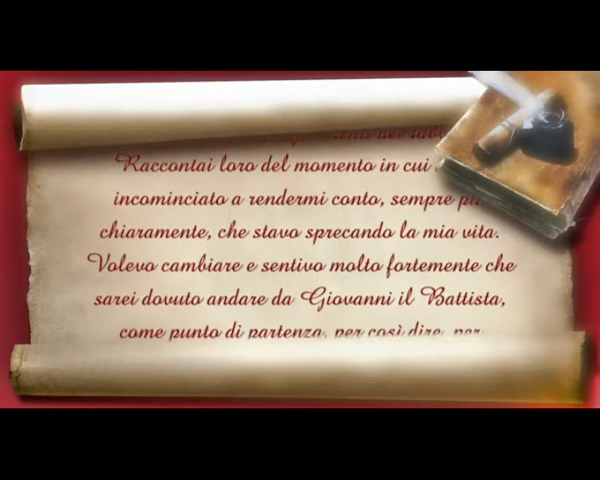 Raccontai loro del momento in cui
incominciato a rendermi conto, sempre
chiaramente, che stavo sprecando la mia vita.
Volevo cambiare e sentivo molto fortemente che
sarei dovuto andare da Giovanni il Battista,
come punto di partenza, per così dire, per